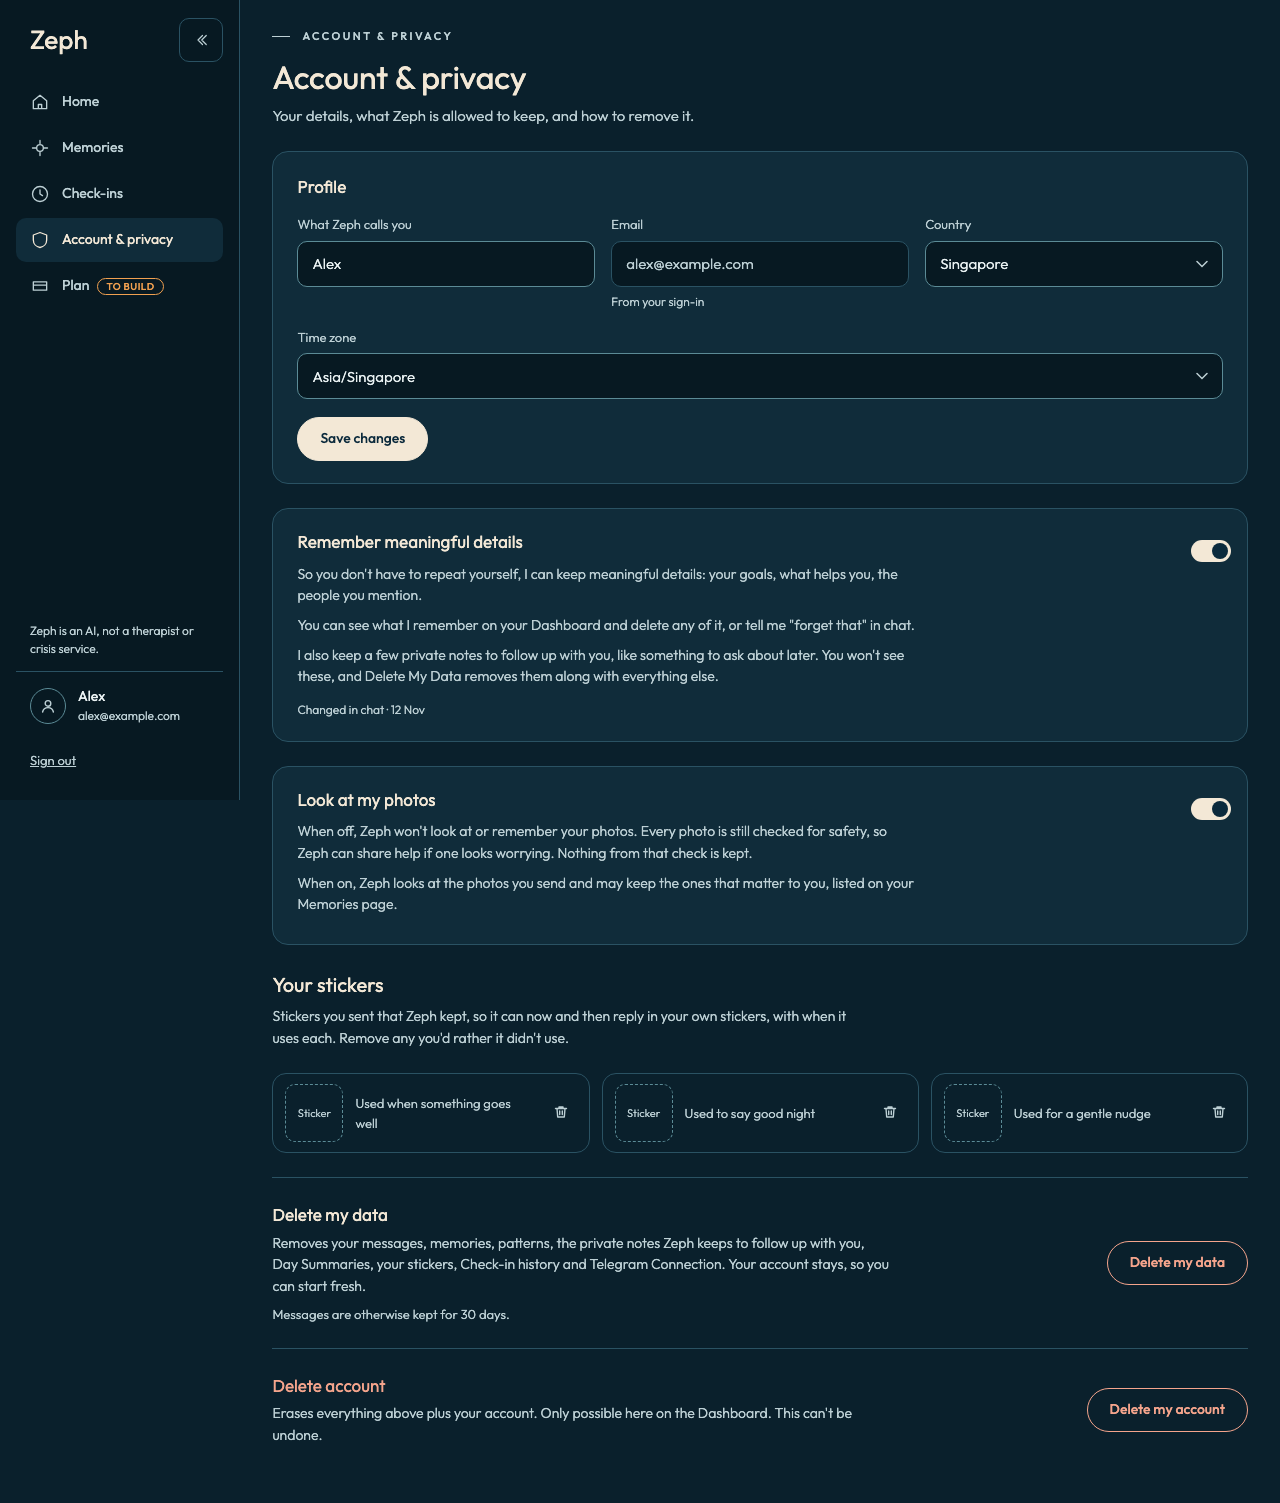 Zeph
Home
Memories
Check-ins
Account & privacy
Plan TO BUILD
Zeph is an AI, not a therapist or
crisis service.
Alex
alex@example.com
Sign out
ACCOUNT & PRIVACY
Account & privacy
Your details, what Zeph is allowed to keep, and how to remove it.
Profile
What Zeph calls you
Alex
Email
alex@example.com
From your sign-in
Country
Singapore
Time zone
Asia/Singapore
Save changes
Remember meaningful details
So you don't have to repeat yourself, I can keep meaningful details: your goals, what helps you, the
people you mention.
You can see what I remember on your Dashboard and delete any of it, or tell me "forget that" in chat.
I also keep a few private notes to follow up with you, like something to ask about later. You won't see
these, and Delete My Data removes them along with everything else.
Changed in chat · 12 Nov
Look at my photos
When off, Zeph won't look at or remember your photos. Every photo is still checked for safety, so
Zeph can share help if one looks worrying. Nothing from that check is kept.
When on, Zeph looks at the photos you send and may keep the ones that matter to you, listed on your
Memories page.
Your stickers
Stickers you sent that Zeph kept, so it can now and then reply in your own stickers, with when it
uses each. Remove any you'd rather it didn't use.
Sticker
Used when something goes
well
Sticker
Used to say good night
Sticker
Used for a gentle nudge
Delete my data
Removes your messages, memories, patterns, the private notes Zeph keeps to follow up with you,
Day Summaries, your stickers, Check-in history and Telegram Connection. Your account stays, so you
can start fresh.
Messages are otherwise kept for 30 days.
Delete my data
Delete account
Erases everything above plus your account. Only possible here on the Dashboard. This can't be
undone.
Delete my account